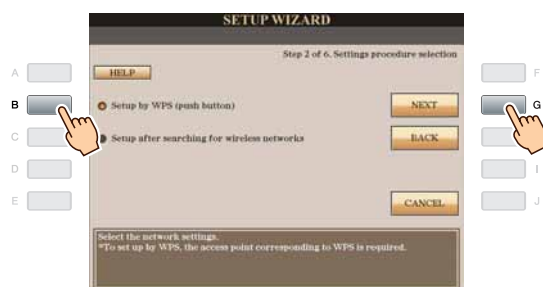 SETUP WIZARD
Step 2 of 6. Settings procedure selection
A
HELP
F
B
Setup by WPS (push button)
NEXT
G
C
Setup after searching for wireless networks
BACK
D
I
E
CANCEL
J
Select the network settings.
*To set up by WPS, the access point corresponding to WPS is required.